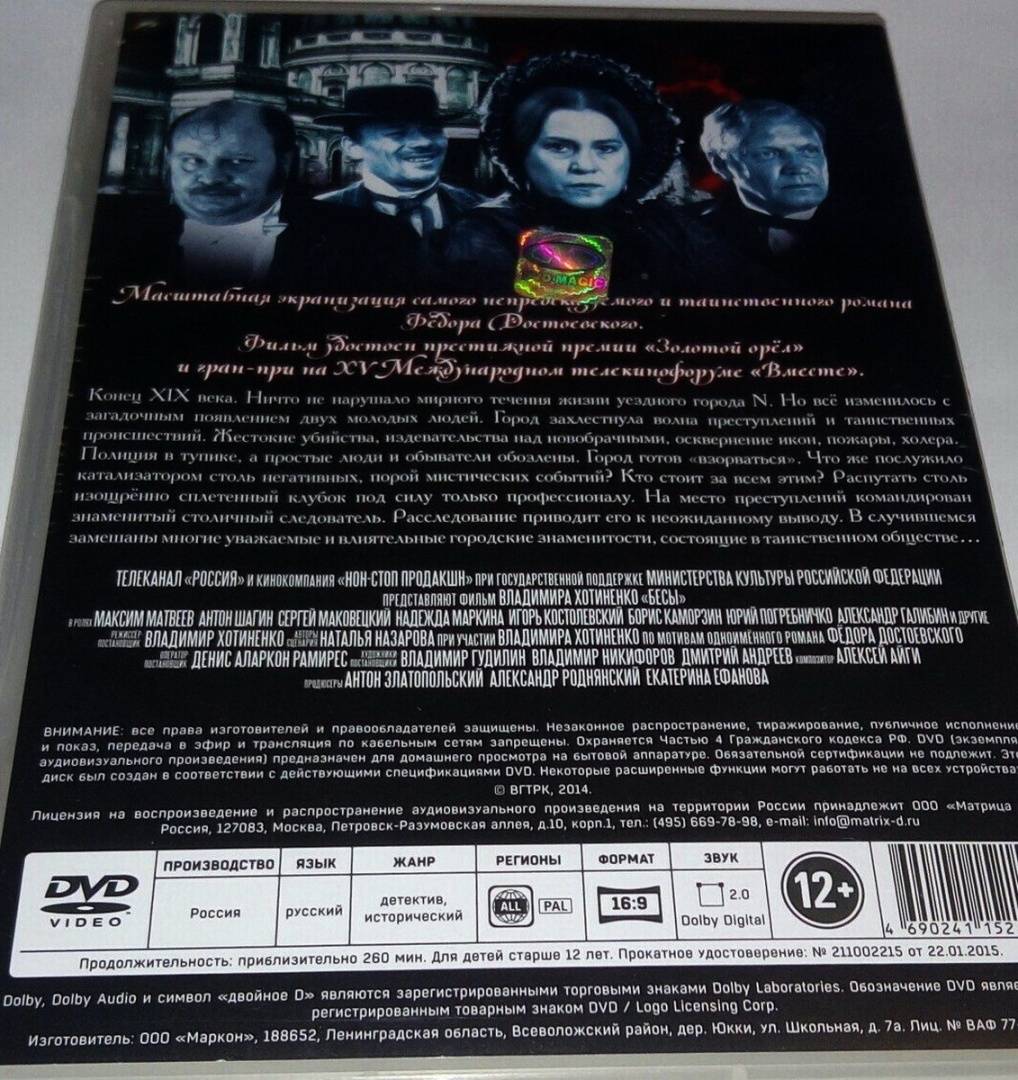 Масштабная экранизация самого непредсказуемого и таинственного романа
Фёдора Достоевского.
Фильм удостоен престижной премии «Золотой орёл»
и гран-при на XV Международном телекинофоруме «Вместе».
Конец XIX века. Ничто не нарушало мирного течения жизни уездного города N. Но всё изменилось с
загадочным появлением двух молодых людей. Город захлестнула волна преступлений и таинственных
происшествий. Жестокие убийства, издевательства над новобрачными, осквернение икон, пожары, холера.
Полиция в тупике, а простые люди и обыватели обозлены. Город готов «взорваться». Что же послужило
катализатором столь негативных, порой мистических событий? Кто стоит за всем этим? Распутать столь
изощрённо сплетенный клубок под силу только профессионалу. На место преступлений командирован
знаменитый столичный следователь. Расследование приводит его к неожиданному выводу. В случившемся
замешаны многие уважаемые и влиятельные городские знаменитости, состоящие в таинственном обществе...
ТЕЛЕКАНАЛ «РОССИЯ» И КИНОКОМПАНИЯ «НОН-СТОП ПРОДАКШН» ПРИ ГОСУДАРСТВЕННОЙ ПОДДЕРЖКЕ МИНИСТЕРСТВА КУЛЬТУРЫ РОССИЙСКОЙ ФЕДЕРАЦИИ
ПРЕДСТАВЛЯЮТ ФИЛЬМ ВЛАДИМИРА ХОТИНЕНКО «БЕСЫ»
В РОЛЯХ МАКСИМ МАТВЕЕВ АНТОН ШАГИН СЕРГЕЙ МАКОВЕЦКИЙ НАДЕЖДА МАРКИНА ИГОРЬ КОСТОЛЕВСКИЙ БОРИС КАМОРЗИН ЮРИЙ ПОГРЕБНИЧКО АЛЕКСАНДР ГАЛИБИН И ДРУГИЕ
РЕЖИССЕР ПОСТАНОВЩИК ВЛАДИМИР ХОТИНЕНКО АВТОРЫ СЦЕНАРИЯ НАТАЛЬЯ НАЗАРОВА ПРИ УЧАСТИИ ВЛАДИМИРА ХОТИНЕНКО ПО МОТИВАМ ОДНОИМЁННОГО РОМАНА ФЁДОРА ДОСТОЕВСКОГО
ОПЕРАТОР ПОСТАНОВЩИК ДЕНИС АЛАРКОН РАМИРЕС ХУДОЖНИКИ ПОСТАНОВЩИКИ ВЛАДИМИР ГУДИЛИН ВЛАДИМИР НИКИФОРОВ ДМИТРИЙ АНДРЕЕВ КОМПОЗИТОР АЛЕКСЕЙ АЙГИ
ПРОДЮСЕРЫ АНТОН ЗЛАТОПОЛЬСКИЙ АЛЕКСАНДР РОДНЯНСКИЙ ЕКАТЕРИНА ЕФАНОВА
ВНИМАНИЕ: все права изготовителей и правообладателей защищены. Незаконное распространение, тиражирование, публичное исполнение
и показ, передача в эфир и трансляция по кабельным сетям запрещены. Охраняется Частью 4 Гражданского кодекса РФ. DVD (экземпляр
аудиовизуального произведения) предназначен для домашнего просмотра на бытовой аппаратуре. Обязательной сертификации не подлежит.
диск был создан в соответствии с действующими спецификациями DVD. Некоторые расширенные функции могут работать не на всех устройствах
© ВГТРК, 2014.
Лицензия на воспроизведение и распространение аудиовизуального произведения на территории России принадлежит ООО «Матрица
Россия, 127083, Москва, Петровск-Разумовская аллея, д.10, корп.1, тел.: (495) 669-78-98, e-mail: info@matrix-d.ru
DVD VIDEO
ПРОИЗВОДСТВО ЯЗЫК ЖАНР РЕГИОНЫ ФОРМАТ ЗВУК
Россия русский детектив, исторический ALL PAL 16:9 2.0 Dolby Digital
12+
4 690241 152
Продолжительность: приблизительно 260 мин. Для детей старше 12 лет. Прокатное удостоверение: № 211002215 от 22.01.2015.
Dolby, Dolby Audio и символ «двойное D» являются зарегистрированными торговыми знаками Dolby Laboratories. Обозначение DVD явля
регистрированным товарным знаком DVD / Logo Licensing Corp.
Изготовитель: ООО «Маркон», 188652, Ленинградская область, Всеволожский район, дер. Юкки, ул. Школьная, д. 7а. Лиц. № ВАФ 77-